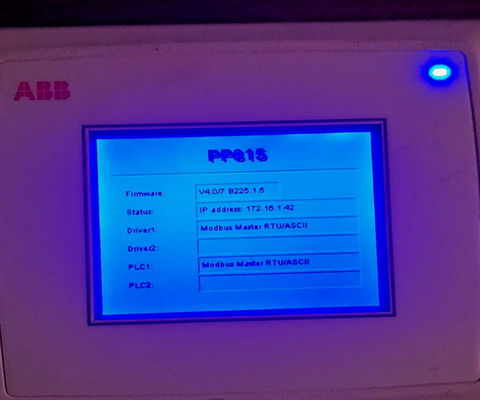 ABB
PP815
Firmware: V4.0/7 B225.1.5
Status: IP address: 172.16.1.42
Driver1: Modbus Master RTU/ASCII
Driver2:
PLC1: Modbus Master RTU/ASCII
PLC2: